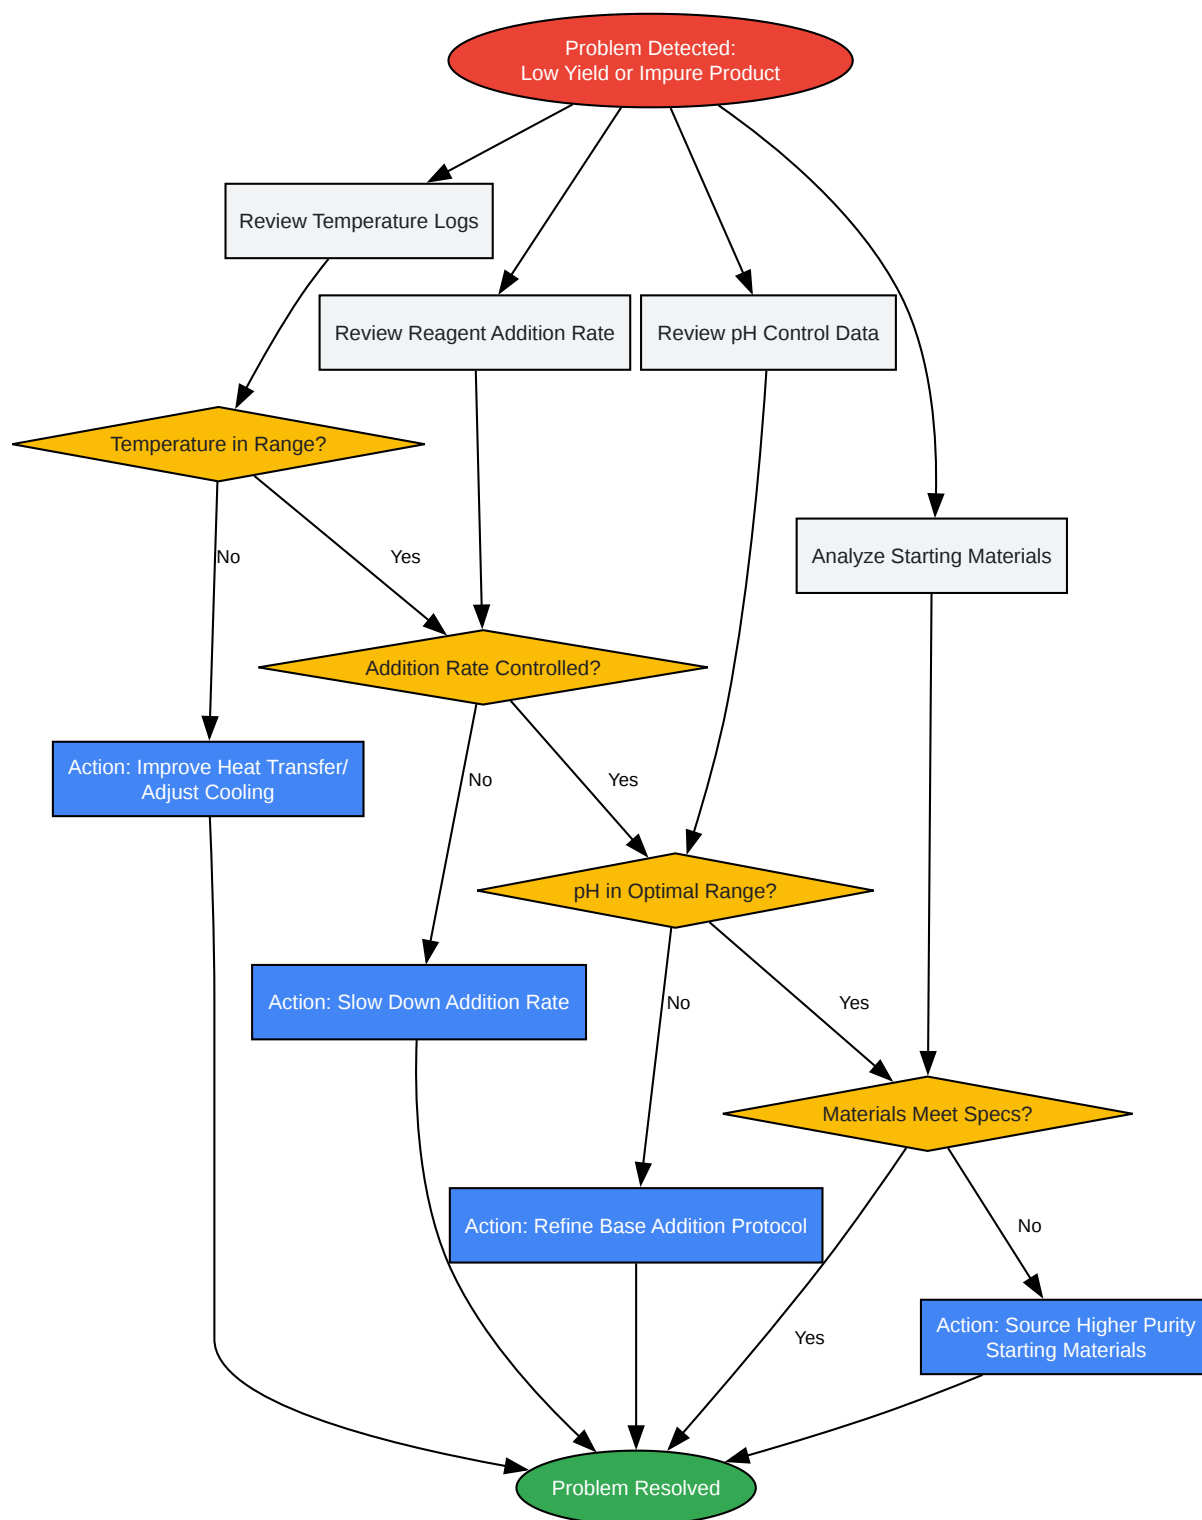 Problem Detected:
Low Yield or Impure Product
Review Temperature Logs
Review Reagent Addition Rate
Review pH Control Data
Temperature in Range?
No
Yes
Analyze Starting Materials
Addition Rate Controlled?
Action: Improve Heat Transfer/
Adjust Cooling
No
Yes
pH in Optimal Range?
Action: Slow Down Addition Rate
No
Yes
Materials Meet Specs?
Action: Refine Base Addition Protocol
No
Yes
Action: Source Higher Purity
Starting Materials
Problem Resolved